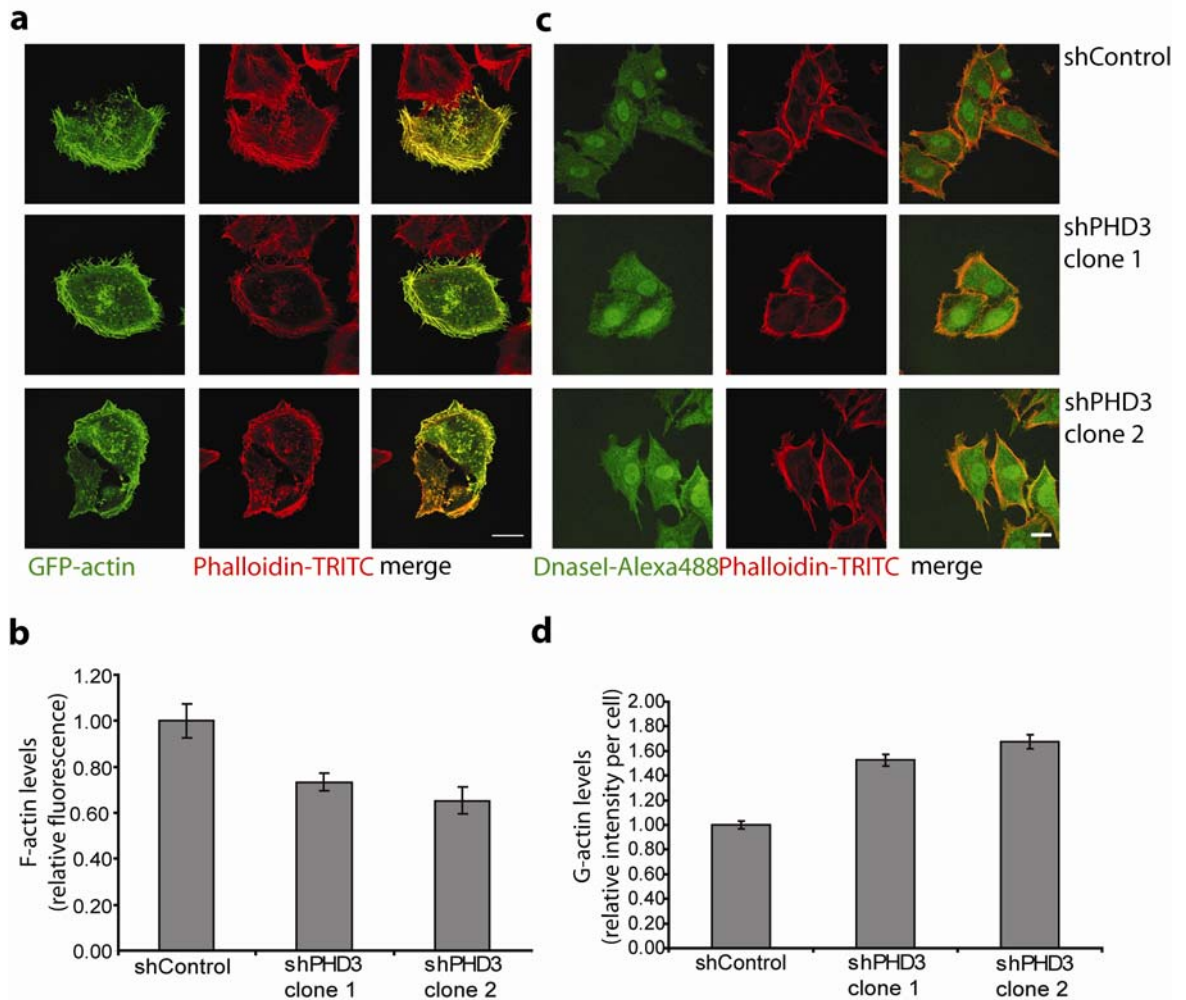 a
c
shControl
shPHD3
clone 1
shPHD3
clone 2
GFP-actin
Phalloidin-TRITC
merge
DnaseI-Alexa488
Phalloidin-TRITC
merge
b
F-actin levels
(relative fluorescence)
1.20
1.00
0.80
0.60
0.40
0.20
0.00
shControl
shPHD3
clone 1
shPHD3
clone 2
d
G-actin levels
(relative intensity per cell)
2.00
1.80
1.60
1.40
1.20
1.00
0.80
0.60
0.40
0.20
0.00
shControl
shPHD3
clone 1
shPHD3
clone 2